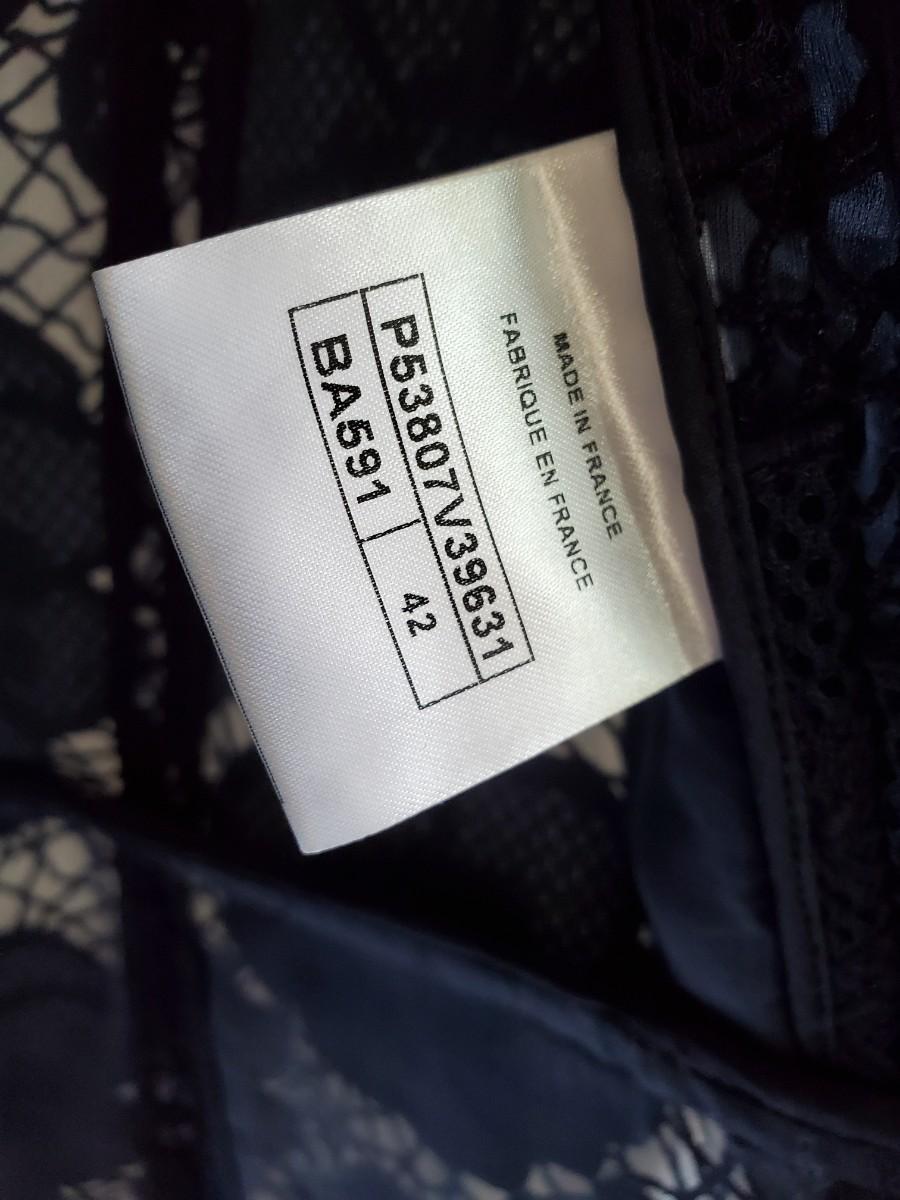 MADE IN FRANCE
FABRIQUE EN FRANCE
P53807V39631
BA591 42